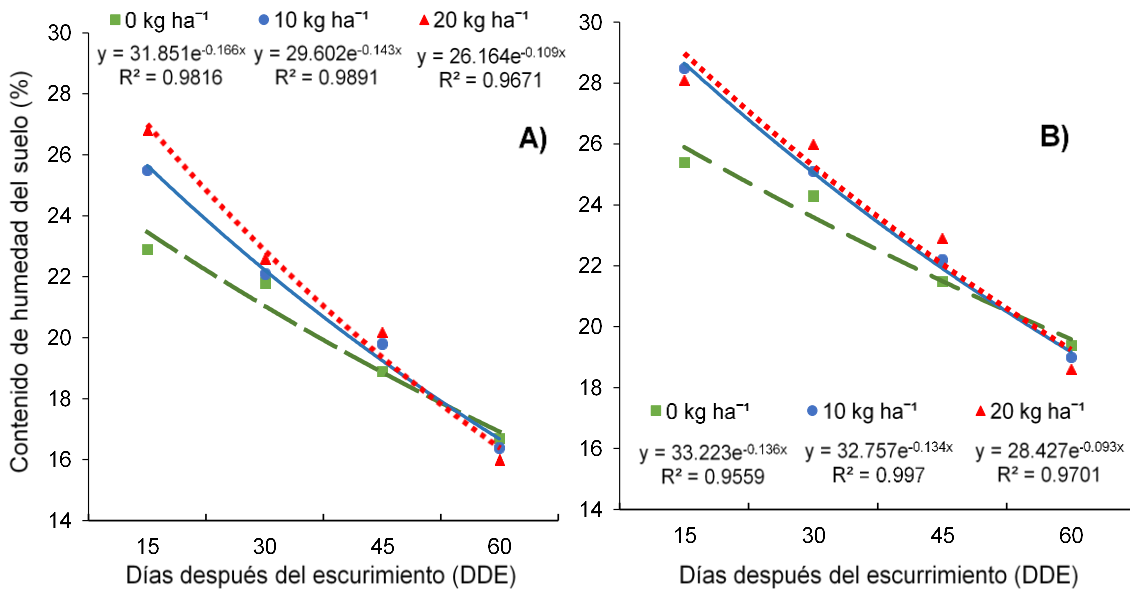 Contenido de humedad del suelo (%)
30
28
26
24
22
20
18
16
14
0 kg ha⁻¹ 10 kg ha⁻¹ 20 kg ha⁻¹
y = 31.851e^-0.166x y = 29.602e^-0.143x y = 26.164e^-0.109x
R² = 0.9816 R² = 0.9891 R² = 0.9671
A)
15 30 45 60
Días después del escurimiento (DDE)
30
28
26
24
22
20
18
16
14
B)
0 kg ha⁻¹ 10 kg ha⁻¹ 20 kg ha⁻¹
y = 33.223e^-0.136x y = 32.757e^-0.134x y = 28.427e^-0.093x
R² = 0.9559 R² = 0.997 R² = 0.9701
15 30 45 60
Días después del escurrimiento (DDE)